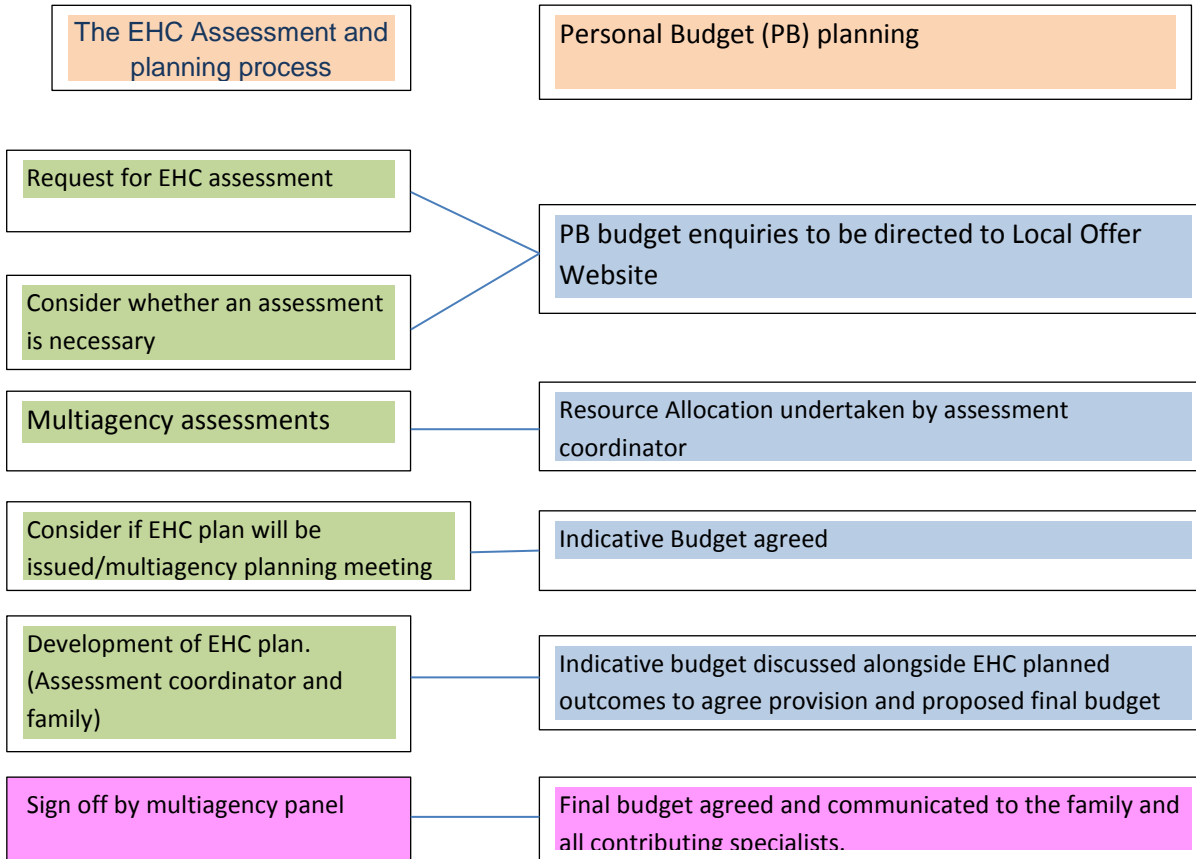 The EHC Assessment and
planning process
Personal Budget (PB) planning
Request for EHC assessment
PB budget enquiries to be directed to Local Offer
Website
Consider whether an assessment
is necessary
Multiagency assessments
Resource Allocation undertaken by assessment
coordinator
Consider if EHC plan will be
issued/multiagency planning meeting
Indicative Budget agreed
Development of EHC plan.
(Assessment coordinator and
family)
Indicative budget discussed alongside EHC planned
outcomes to agree provision and proposed final budget
Sign off by multiagency panel
Final budget agreed and communicated to the family and
all contributing specialists.